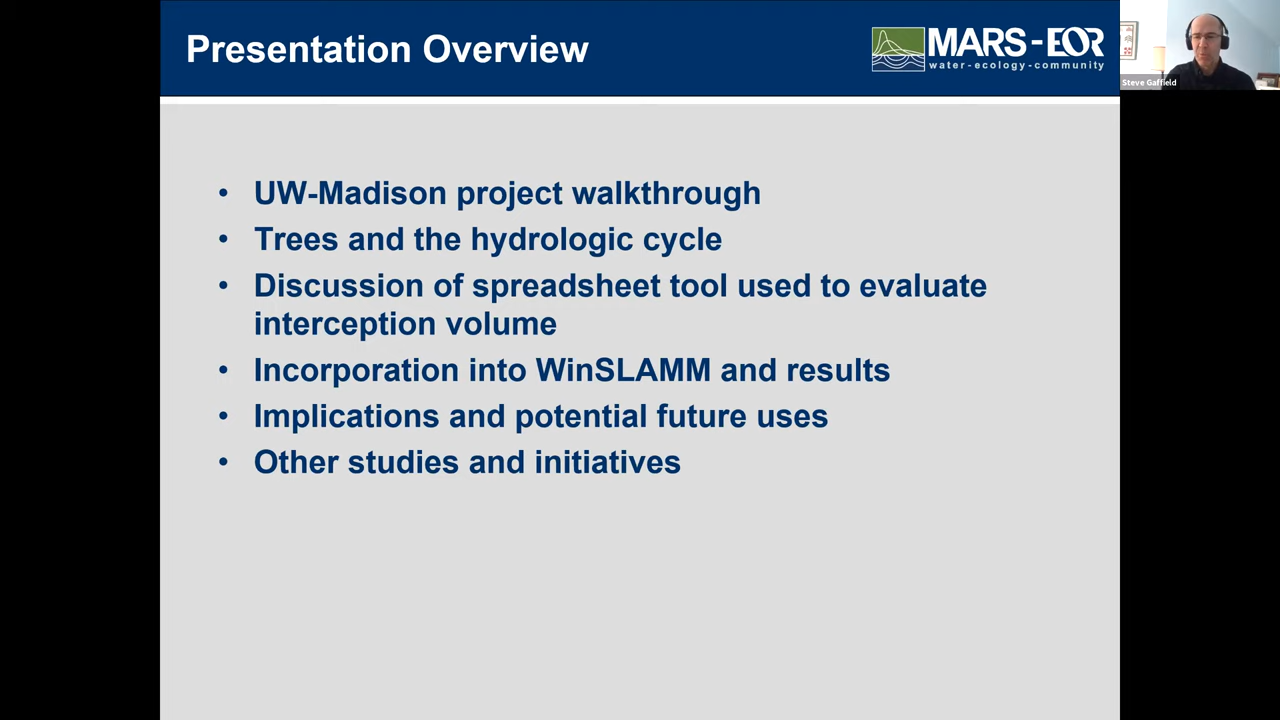 Presentation Overview
MARS-EOR
water-ecology-community
Steve Gaffield
• UW-Madison project walkthrough
• Trees and the hydrologic cycle
• Discussion of spreadsheet tool used to evaluate
interception volume
• Incorporation into WinSLAMM and results
• Implications and potential future uses
• Other studies and initiatives